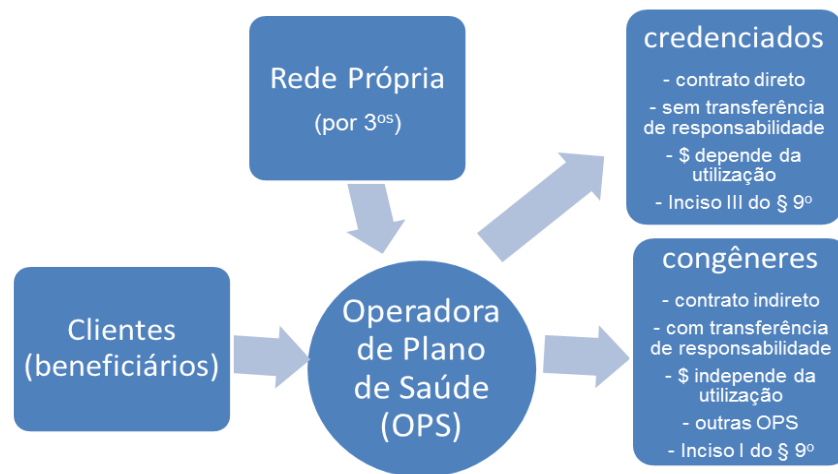 Rede Própria
(por 3os)
Clientes
(beneficiários)
Operadora
de Plano
de Saúde
(OPS)
credenciados
- contrato direto
- sem transferência
de responsabilidade
- $ depende da
utilização
- Inciso III do § 9º
congêneres
- contrato indireto
- com transferência
de responsabilidade
- $ independe da
utilização
- outras OPS
- Inciso I do § 9º